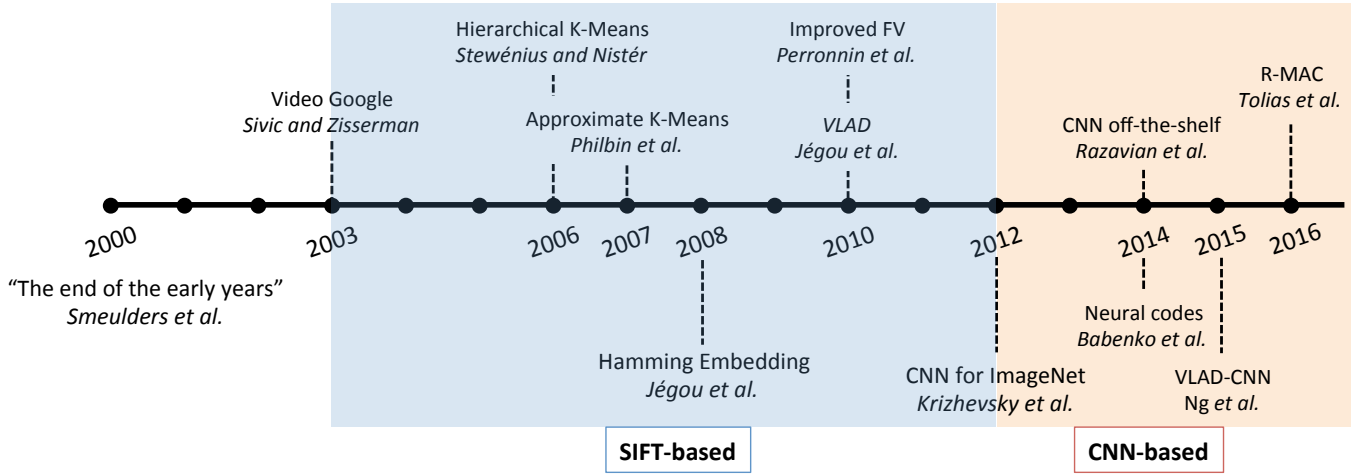 Hierarchical K-Means
Stewénius and Nistér
Improved FV
Perronnin et al.
R-MAC
Tolias et al.
Video Google
Sivic and Zisserman
Approximate K-Means
Philbin et al.
VLAD
Jégou et al.
CNN off-the-shelf
Razavian et al.
2000
2003
2006
2007
2008
2010
2012
2014
2015
2016
“The end of the early years”
Smeulders et al.
Hamming Embedding
Jégou et al.
CNN for ImageNet
Krizhevsky et al.
Neural codes
Babenko et al.
VLAD-CNN
Ng et al.
SIFT-based
CNN-based